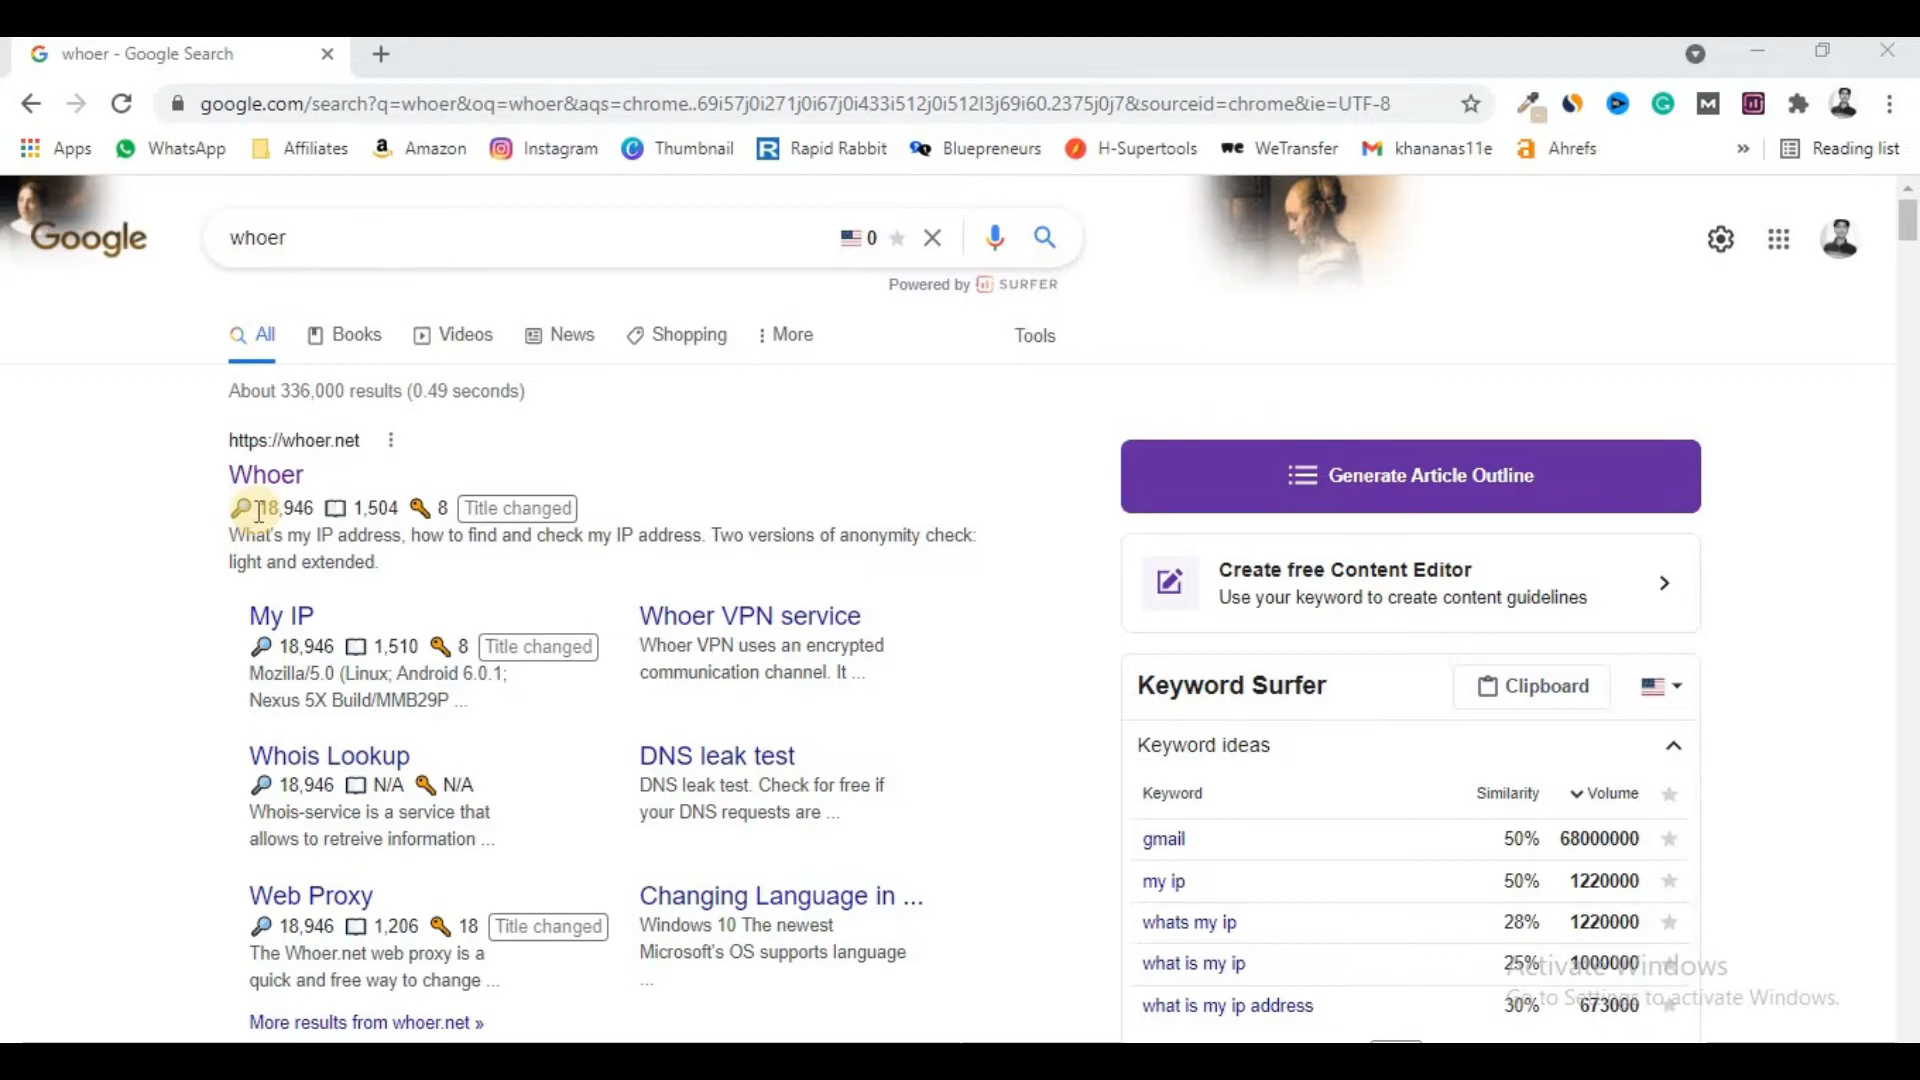 whoer - Google Search
google.com/search?q=whoer&oq=whoer&aqs=chrome..69i57j0i271j0i67j0i433i512j0i512l3j69i60.2375j0j7&sourceid=chrome&ie=UTF-8
Apps WhatsApp Affiliates Amazon Instagram Thumbnail Rapid Rabbit Bluepreneurs H-Supertools WeTransfer khananas11e Ahrefs » Reading list
Google
whoer 0
Powered by SURFER
All Books Videos News Shopping More Tools
About 336,000 results (0.49 seconds)
https://whoer.net
Whoer
18,946 1,504 8 Title changed
What's my IP address, how to find and check my IP address. Two versions of anonymity check:
light and extended.
My IP
18,946 1,510 8 Title changed
Mozilla/5.0 (Linux; Android 6.0.1;
Nexus 5X Build/MMB29P ...
Whoer VPN service
Whoer VPN uses an encrypted
communication channel. It ...
Whois Lookup
18,946 N/A N/A
Whois-service is a service that
allows to retreive information ...
DNS leak test
DNS leak test. Check for free if
your DNS requests are ...
Web Proxy
18,946 1,206 18 Title changed
The Whoer.net web proxy is a
quick and free way to change ...
Changing Language in ...
Windows 10 The newest
Microsoft's OS supports language
...
More results from whoer.net »
Generate Article Outline
Create free Content Editor
Use your keyword to create content guidelines
Keyword Surfer Clipboard
Keyword ideas
Keyword Similarity Volume
gmail 50% 68000000
my ip 50% 1220000
whats my ip 28% 1220000
what is my ip 25% 1000000
what is my ip address 30% 673000
Activate Windows
Go to Settings to activate Windows.